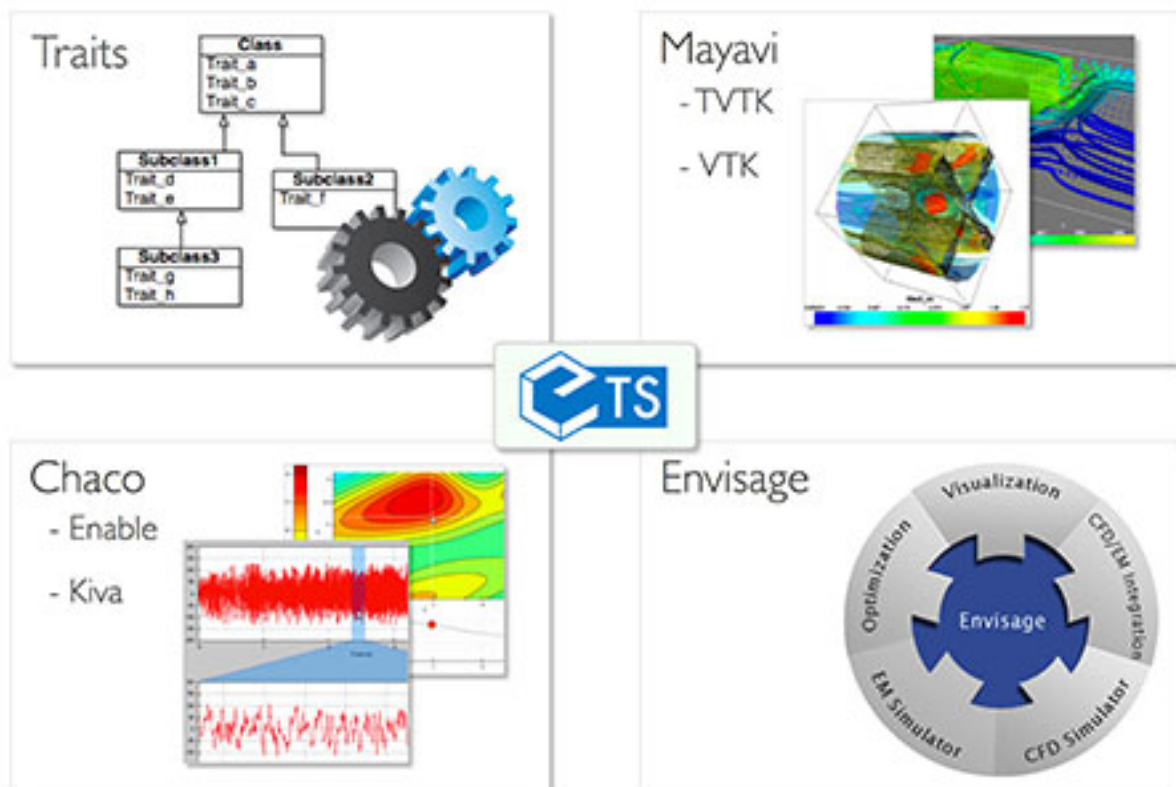 Traits
Class
Trait_a
Trait_b
Trait_c
Subclass1
Trait_d
Trait_e
Subclass2
Trait_f
Subclass3
Trait_g
Trait_h
Mayavi
- TVTK
- VTK
eTS
Chaco
- Enable
- Kiva
Envisage
Visualization
CFD/EM Integration
CFD Simulator
EM Simulator
Optimization
Envisage